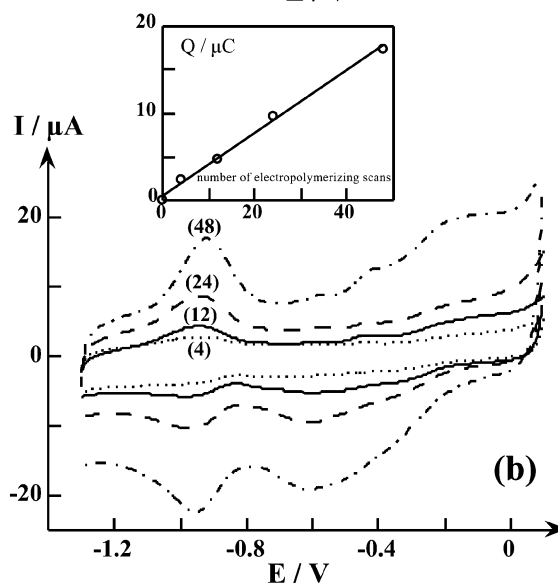 20
Q / µC
10
0
number of electropolymerizing scans
0 20 40
I / µA
20
0
-20
(48)
(24)
(12)
(4)
(b)
-1.2 -0.8 -0.4 0
E / V